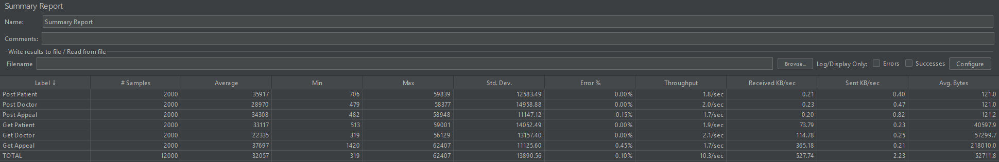 Summary Report
Name: Summary Report
Comments:
Write results to file / Read from file
Filename Browse... Log/Display Only: Errors Successes Configure
Label ↓ # Samples Average Min Max Std. Dev. Error % Throughput Received KB/sec Sent KB/sec Avg. Bytes
Post Patient 2000 35917 706 59839 12583.49 0.00% 1.8/sec 0.21 0.40 121.0
Post Doctor 2000 28970 479 58377 14958.88 0.00% 2.0/sec 0.23 0.47 121.0
Post Appeal 2000 34308 482 58948 11147.12 0.15% 1.7/sec 0.20 0.82 121.2
Get Patient 2000 33117 513 59001 14052.49 0.00% 1.9/sec 73.79 0.23 40597.9
Get Doctor 2000 22335 319 56129 13157.40 0.00% 2.1/sec 114.78 0.25 57299.7
Get Appeal 2000 37697 1420 62407 11125.60 0.45% 1.7/sec 365.18 0.21 218010.0
TOTAL 12000 32057 319 62407 13890.56 0.10% 10.3/sec 527.74 2.23 52711.8